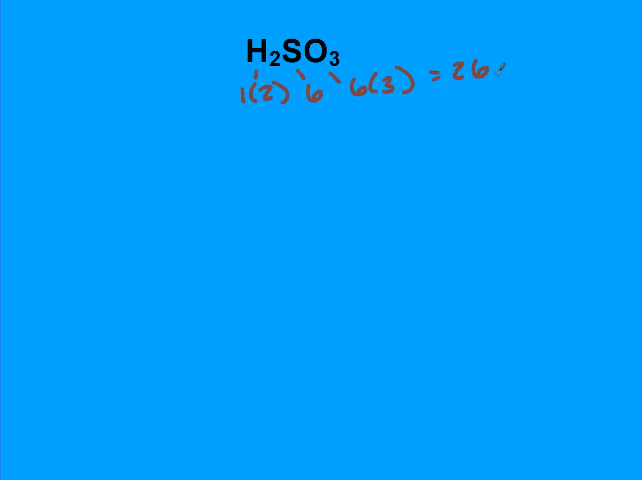 H₂SO₃
1(2) 6 6(3) = 26